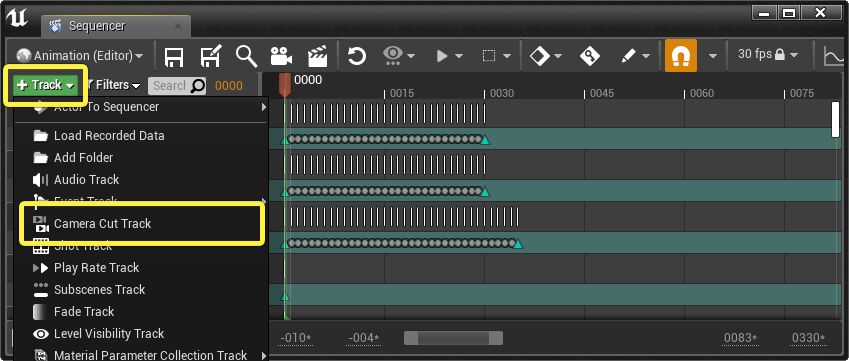 Sequencer
Animation (Editor)
30 fps
+ Track
Filters
Search
0000
0000
0015
0030
0045
0060
0075
Actor To Sequencer
Load Recorded Data
Add Folder
Audio Track
Event Track
Camera Cut Track
Shot Track
Play Rate Track
Subscenes Track
Fade Track
Level Visibility Track
Material Parameter Collection Track
-010*
-004*
0083*
0330*